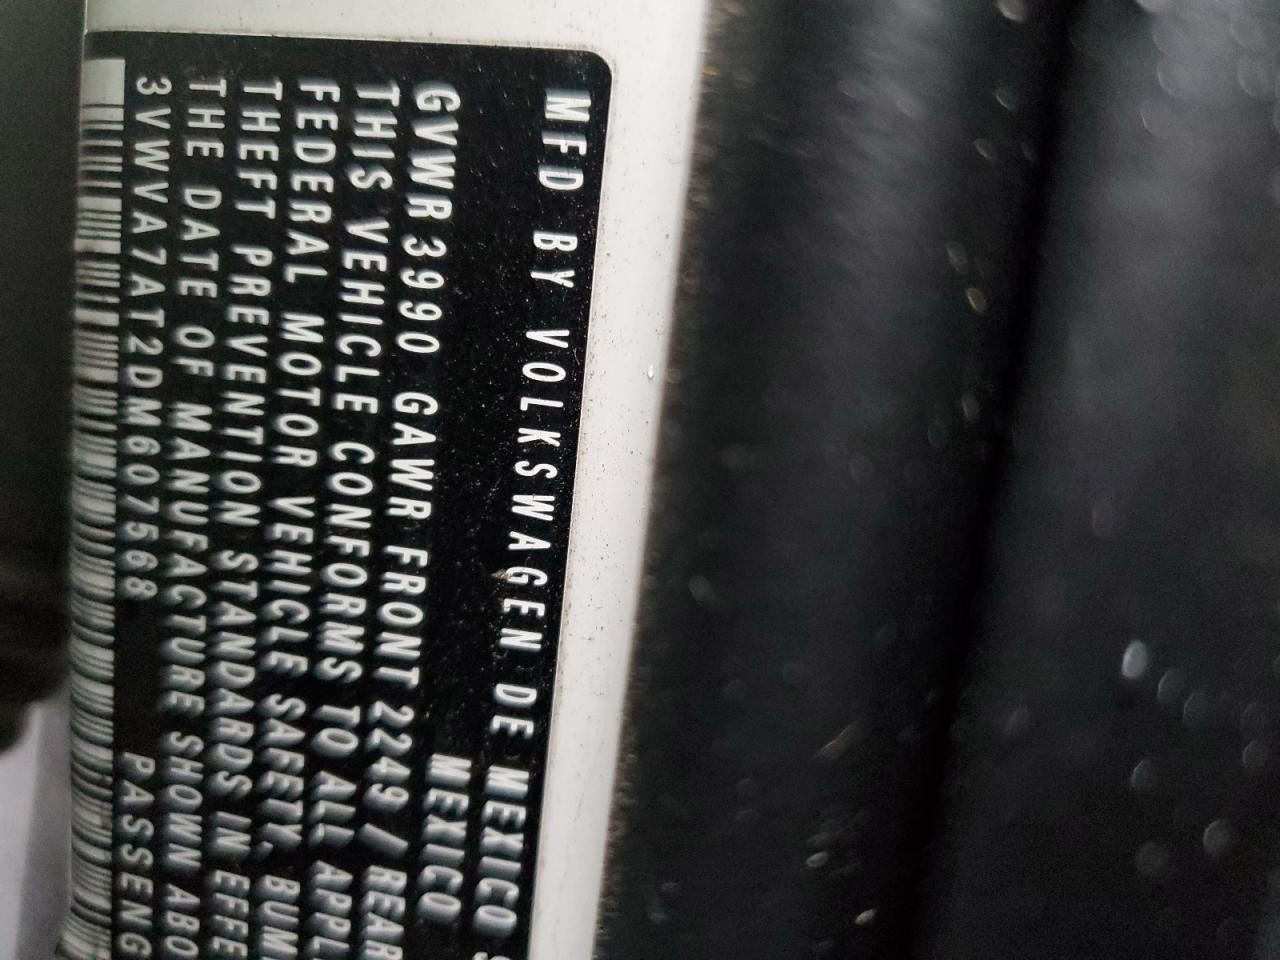 MFD BY VOLKSWAGEN DE MEXICO S
MEXICO
GVWR 3990 GAWR FRONT 2249 / REAR
THIS VEHICLE CONFORMS TO ALL APPL
FEDERAL MOTOR VEHICLE SAFETY, BUM
THEFT PREVENTION STANDARDS IN EFFE
THE DATE OF MANUFACTURE SHOWN ABO
3VWVA7AT2DM607568 PASSENG